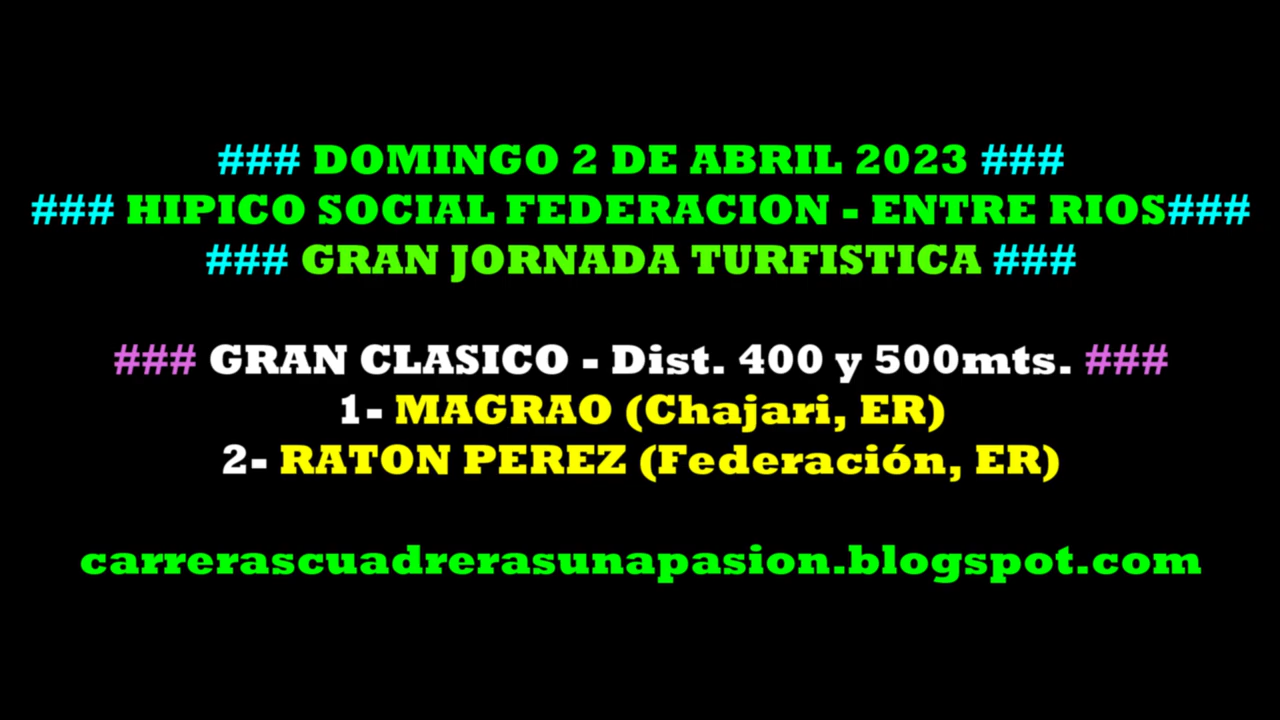 ### DOMINGO 2 DE ABRIL 2023 ###
### HIPICO SOCIAL FEDERACION - ENTRE RIOS###
### GRAN JORNADA TURFISTICA ###
### GRAN CLASICO - Dist. 400 y 500mts. ###
1- MAGRAO (Chajari, ER)
2- RATON PEREZ (Federación, ER)
carrerascuadrerasunapasion.blogspot.com